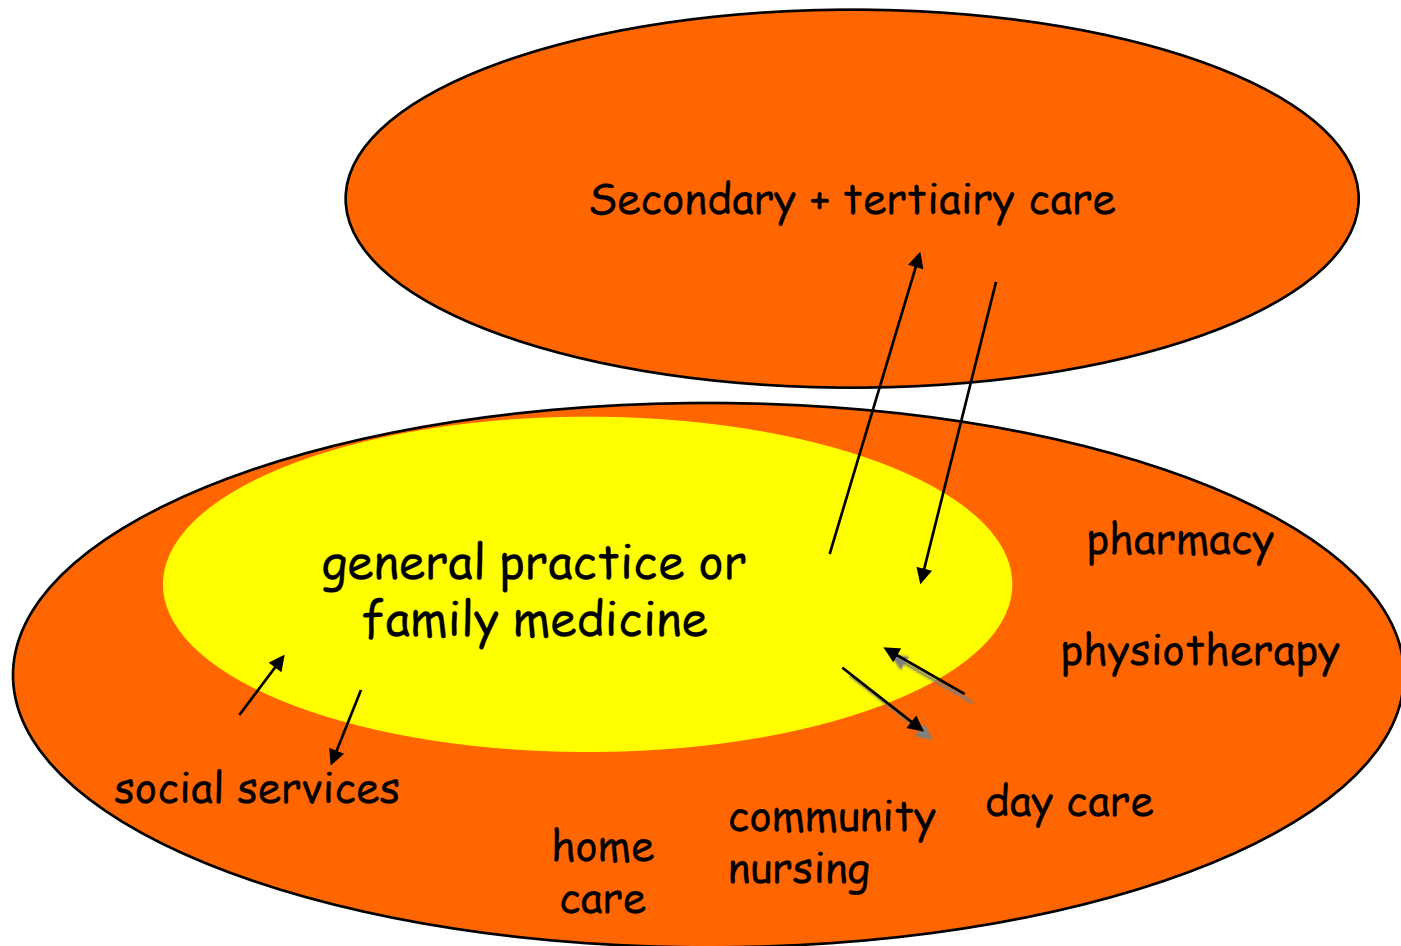 Secondary + tertiairy care
general practice or
family medicine
pharmacy
physiotherapy
social services
home
care
community
nursing
day care